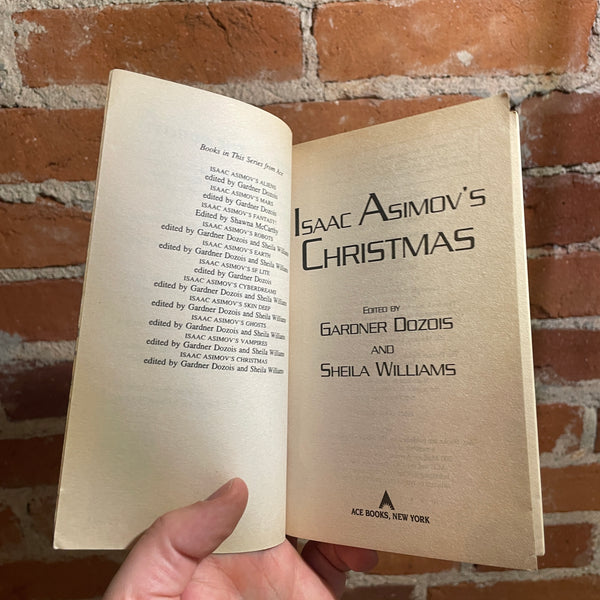 Books in This Series from Ace
ISAAC ASIMOV'S ALIENS
edited by Gardner Dozois
ISAAC ASIMOV'S MARS
edited by Gardner Dozois
ISAAC ASIMOV'S FANTASY!
Edited by Shawna McCarthy
ISAAC ASIMOV'S ROBOTS
edited by Gardner Dozois and Sheila Williams
ISAAC ASIMOV'S EARTH
edited by Gardner Dozois and Sheila Williams
ISAAC ASIMOV'S SF LITE
edited by Gardner Dozois
ISAAC ASIMOV'S CYBERDREAMS
edited by Gardner Dozois and Sheila Williams
ISAAC ASIMOV'S SKIN DEEP
edited by Gardner Dozois and Sheila Williams
ISAAC ASIMOV'S GHOSTS
edited by Gardner Dozois and Sheila Williams
ISAAC ASIMOV'S VAMPIRES
edited by Gardner Dozois and Sheila Williams
ISAAC ASIMOV'S CHRISTMAS
edited by Gardner Dozois and Sheila Williams
ISAAC ASIMOV'S
CHRISTMAS
EDITED BY
GARDNER DOZOIS
AND
SHEILA WILLIAMS
ACE BOOKS, NEW YORK